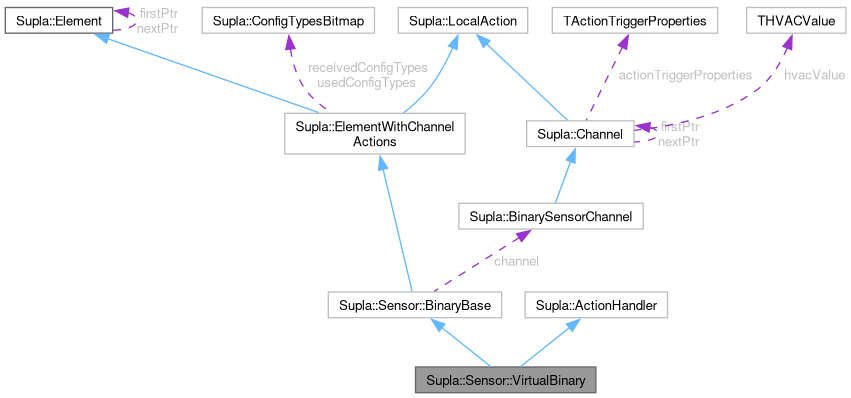 Supla::Element
firstPtr
nextPtr
Supla::ConfigTypesBitmap
Supla::LocalAction
TActionTriggerProperties
THVACValue
receivedConfigTypes
usedConfigTypes
actionTriggerProperties
hvacValue
Supla::ElementWithChannel
Actions
Supla::Channel
firstPtr
nextPtr
Supla::BinarySensorChannel
channel
Supla::Sensor::BinaryBase
Supla::ActionHandler
Supla::Sensor::VirtualBinary